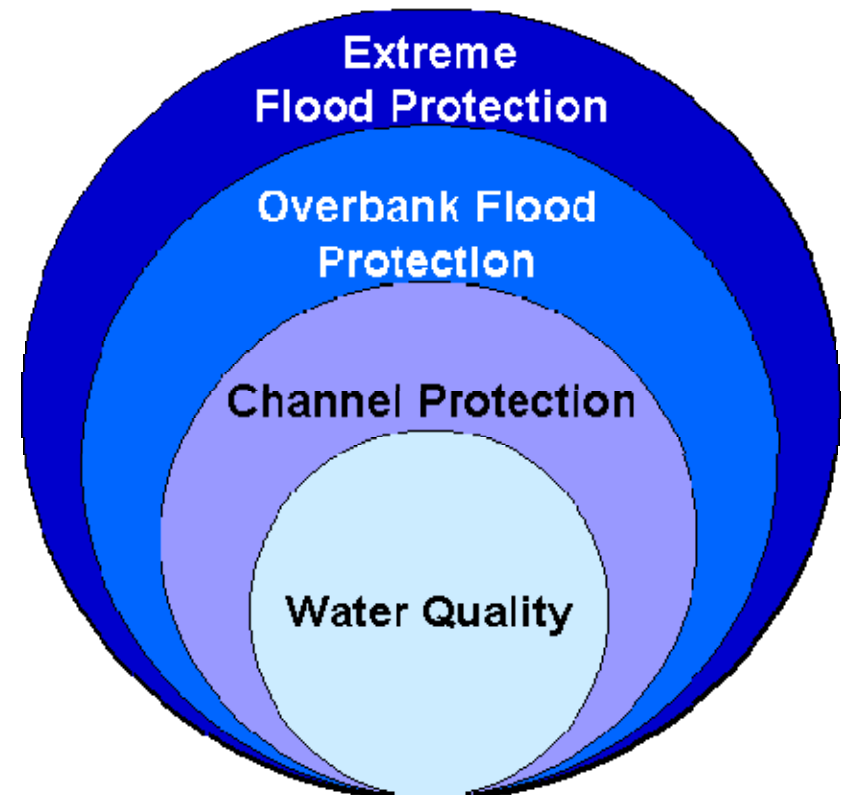 Extreme
Flood Protection
Overbank Flood
Protection
Channel Protection
Water Quality